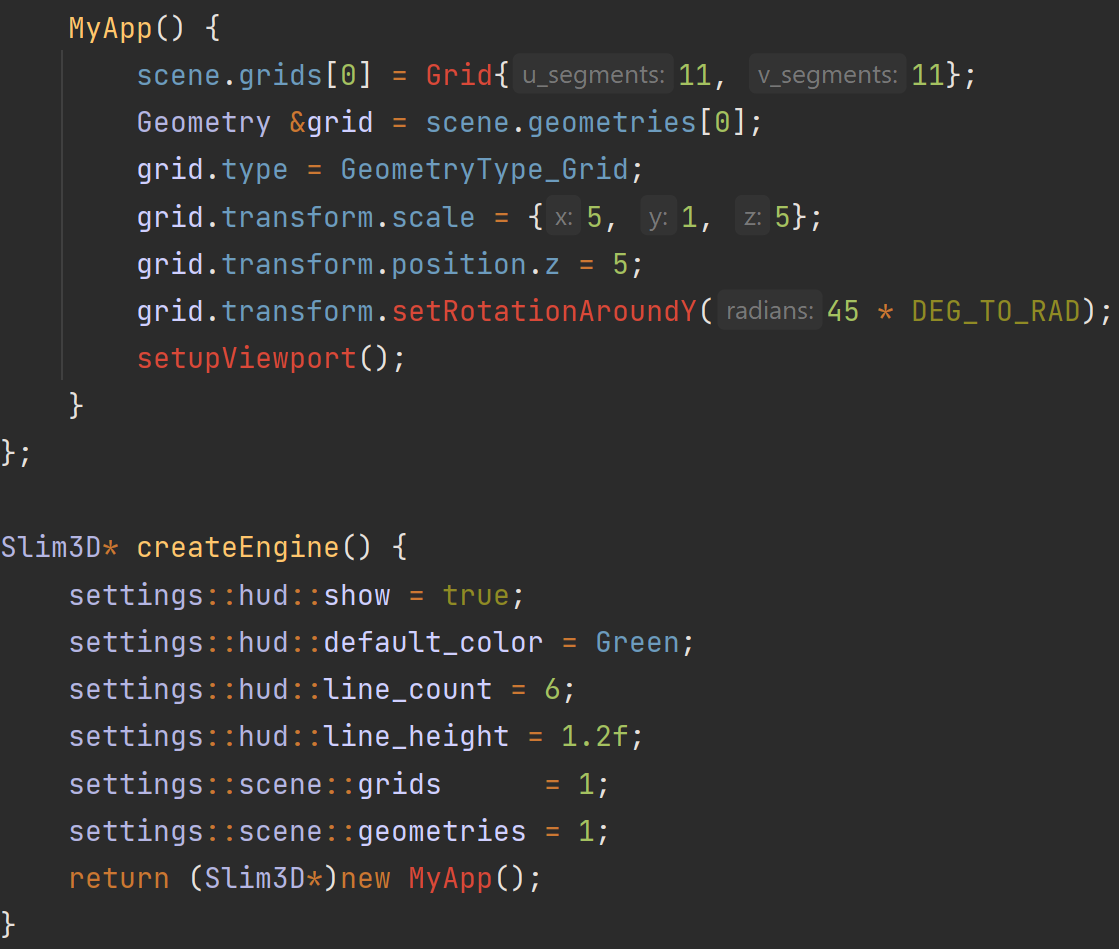 MyApp() {
scene.grids[0] = Grid{ u_segments: 11, v_segments: 11};
Geometry &grid = scene.geometries[0];
grid.type = GeometryType_Grid;
grid.transform.scale = { x: 5, y: 1, z: 5};
grid.transform.position.z = 5;
grid.transform.setRotationAroundY( radians: 45 * DEG_TO_RAD);
setupViewport();
}
};
Slim3D* createEngine() {
settings::hud::show = true;
settings::hud::default_color = Green;
settings::hud::line_count = 6;
settings::hud::line_height = 1.2f;
settings::scene::grids      = 1;
settings::scene::geometries = 1;
return (Slim3D*)new MyApp();
}